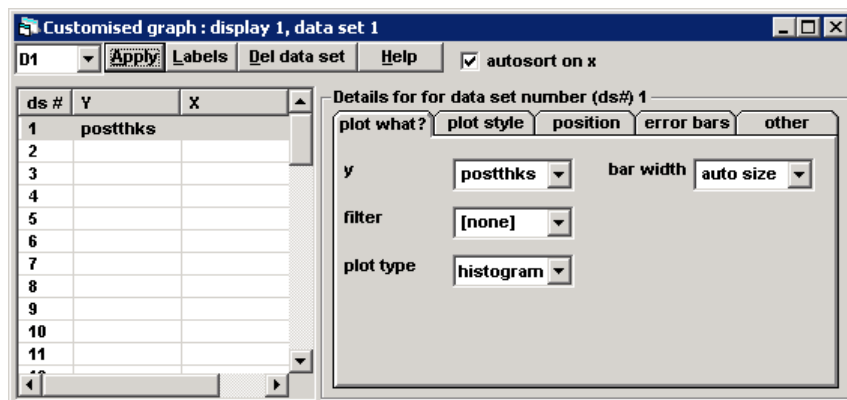 Customised graph : display 1, data set 1
D1 Apply Labels Del data set Help autosort on x
ds # Y X
1 postthks
2
3
4
5
6
7
8
9
10
11
Details for for data set number (ds#) 1
plot what? plot style position error bars other
y postthks bar width auto size
filter [none]
plot type histogram